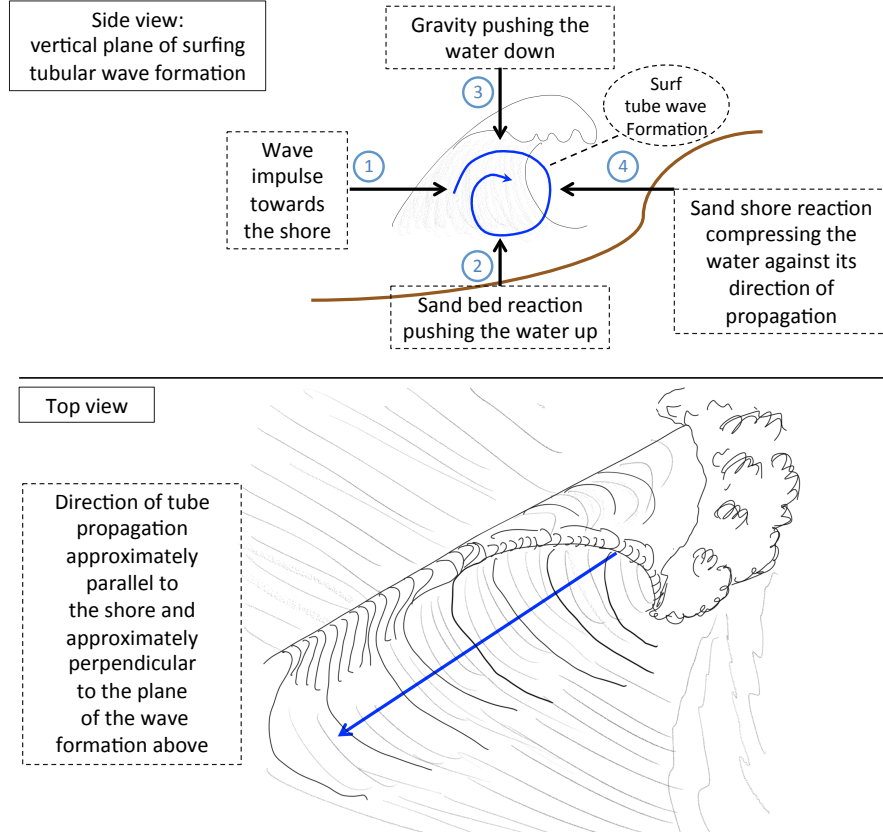 Side view:
vertical plane of surfing
tubular wave formation
Gravity pushing the
water down
3
Surf
tube wave
Formation
Wave
impulse
towards
the shore
1
4
Sand shore reaction
compressing the
water against its
direction of
propagation
2
Sand bed reaction
pushing the water up
Top view
Direction of tube
propagation
approximately
parallel to
the shore and
approximately
perpendicular
to the plane
of the wave
formation above